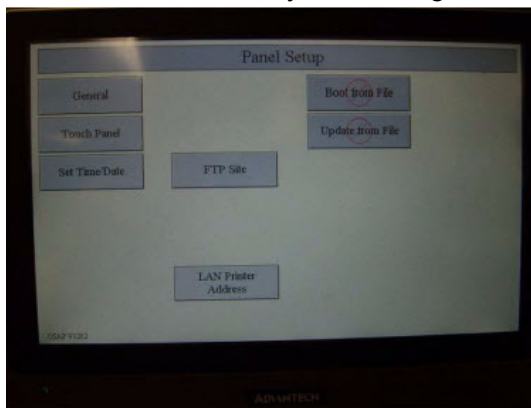 Panel Setup
General
Boot from File
Touch Panel
Update from File
Set Time/Date
FTP Site
LAN Printer
Address
ADVANTECH